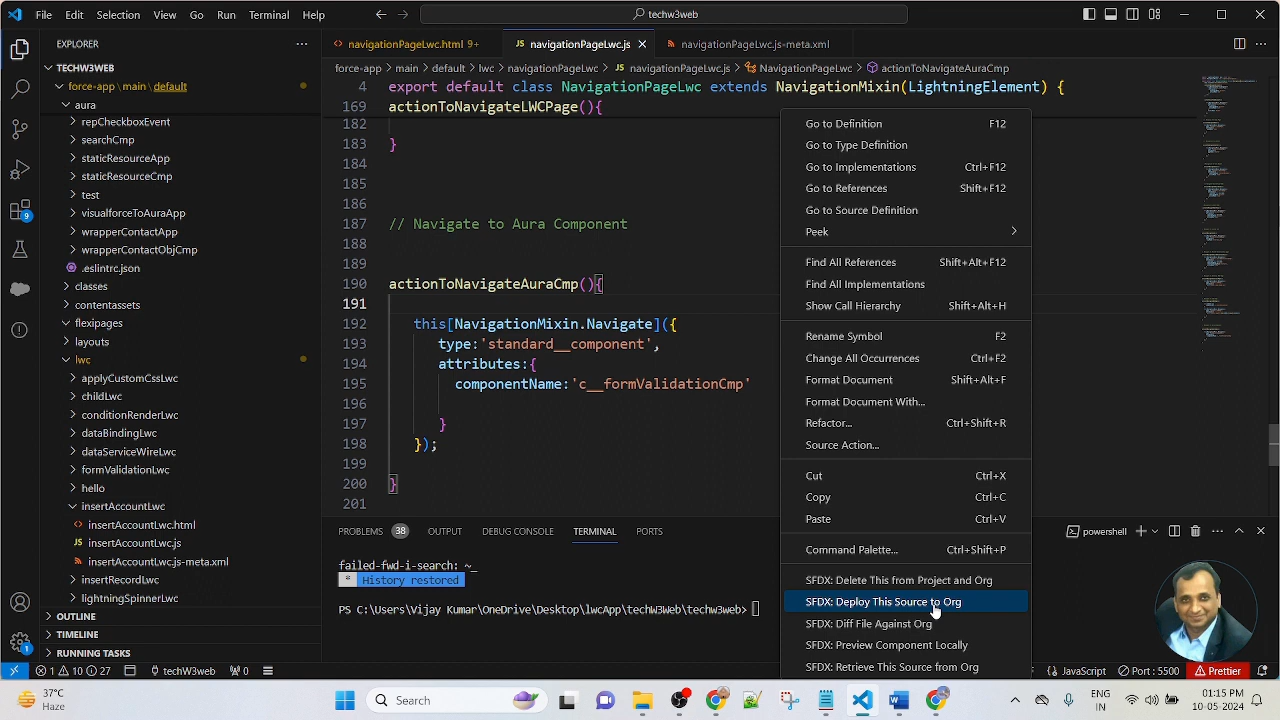 File Edit Selection View Go Run Terminal Help
techw3web
EXPLORER
navigationPageLwc.html 9+
navigationPageLwc.js
navigationPageLwc.js-meta.xml
TECHW3WEB
force-app > main > default > lwc > navigationPageLwc > navigationPageLwc.js > NavigationPageLwc > actionToNavigateAuraCmp
force-app \ main \ default
aura
repCheckboxEvent
searchCmp
staticResourceApp
staticResourceCmp
test
visualforceToAuraApp
wrapperContactApp
wrapperContactObjCmp
.eslintrc.json
classes
contentassets
flexipages
layouts
lwc
applyCustomCssLwc
childLwc
conditionRenderLwc
dataBindingLwc
dataServiceWireLwc
formValidationLwc
hello
insertAccountLwc
insertAccountLwc.html
insertAccountLwc.js
insertAccountLwc.js-meta.xml
insertRecordLwc
lightningSpinnerLwc
OUTLINE
TIMELINE
RUNNING TASKS
4 export default class NavigationPageLwc extends NavigationMixin(LightningElement) {
169 actionToNavigateLWCPage(){
182
183 }
184
185
186
187 // Navigate to Aura Component
188
189
190 actionToNavigateAuraCmp(){
191
192 this[NavigationMixin.Navigate]({
193 type:'standard__component',
194 attributes:{
195 componentName:'c__formValidationCmp'
196
197 }
198 });
199
200 }
201
Go to Definition F12
Go to Type Definition
Go to Implementations Ctrl+F12
Go to References Shift+F12
Go to Source Definition
Peek
Find All References Shift+Alt+F12
Find All Implementations
Show Call Hierarchy Shift+Alt+H
Rename Symbol F2
Change All Occurrences Ctrl+F2
Format Document Shift+Alt+F
Format Document With...
Refactor... Ctrl+Shift+R
Source Action...
Cut Ctrl+X
Copy Ctrl+C
Paste Ctrl+V
Command Palette... Ctrl+Shift+P
SFDX: Delete This from Project and Org
SFDX: Deploy This Source to Org
SFDX: Diff File Against Org
SFDX: Preview Component Locally
SFDX: Retrieve This Source from Org
PROBLEMS 38 OUTPUT DEBUG CONSOLE TERMINAL PORTS
powershell
failed-fwd-i-search: ~_
* History restored
PS C:\Users\Vijay Kumar\OneDrive\Desktop\lwcApp\techW3web\techw3web>
9
1
1 10 27
techW3web
0
JavaScript
Port : 5500
Prettier
37°C
Haze
Search
ENG
IN
01:15 PM
10-05-2024